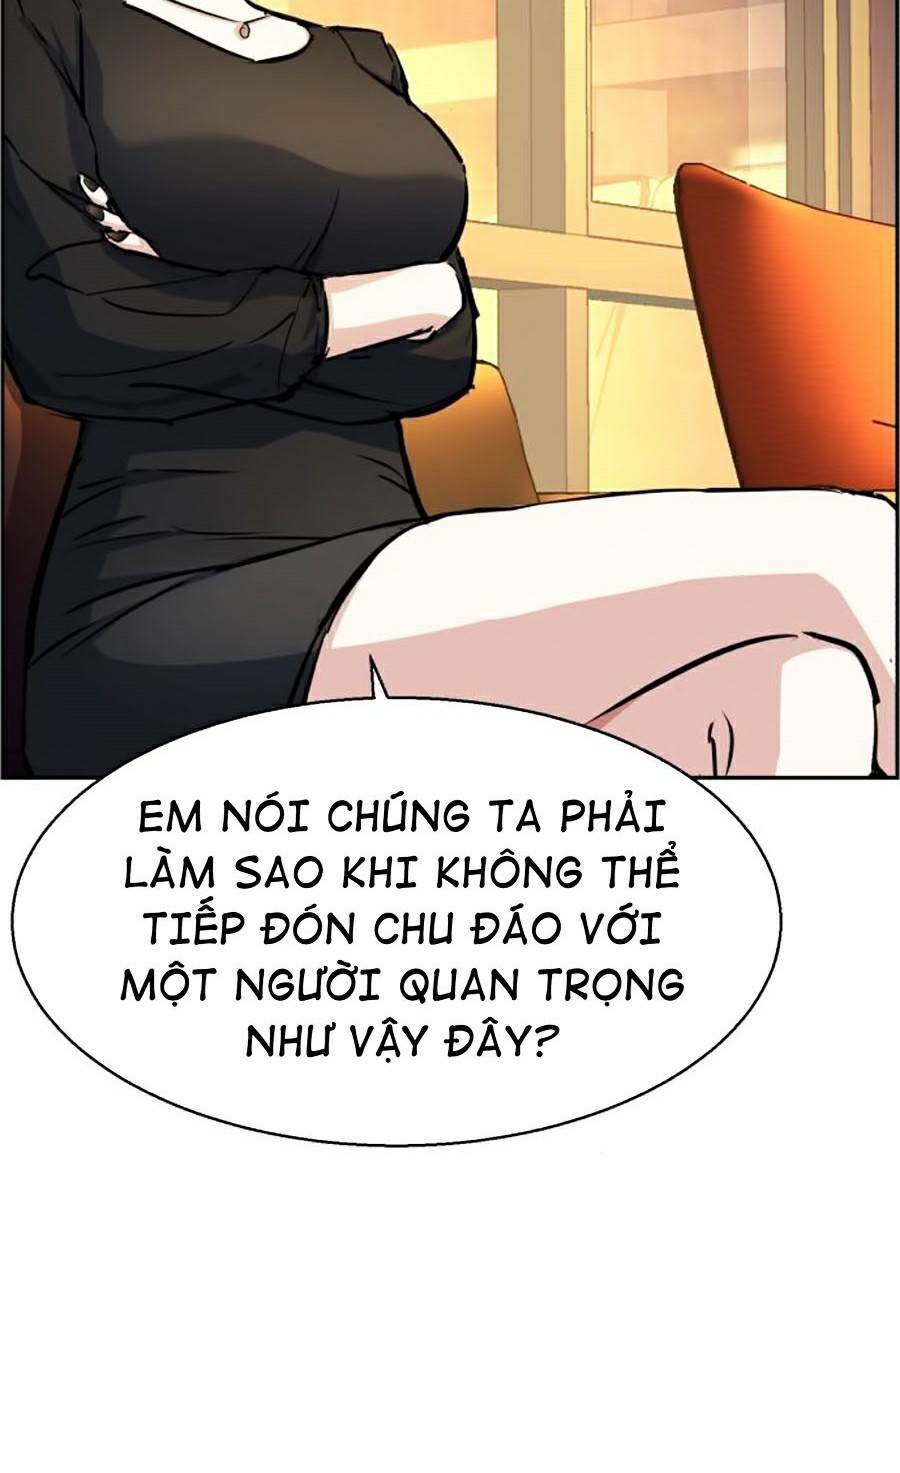 EM NÓI CHÚNG TA PHẢI
LÀM SAO KHI KHÔNG THỂ
TIẾP ĐÓN CHU ĐÁO VỚI
MỘT NGƯỜI QUAN TRỌNG
NHƯ VẬY ĐÂY?